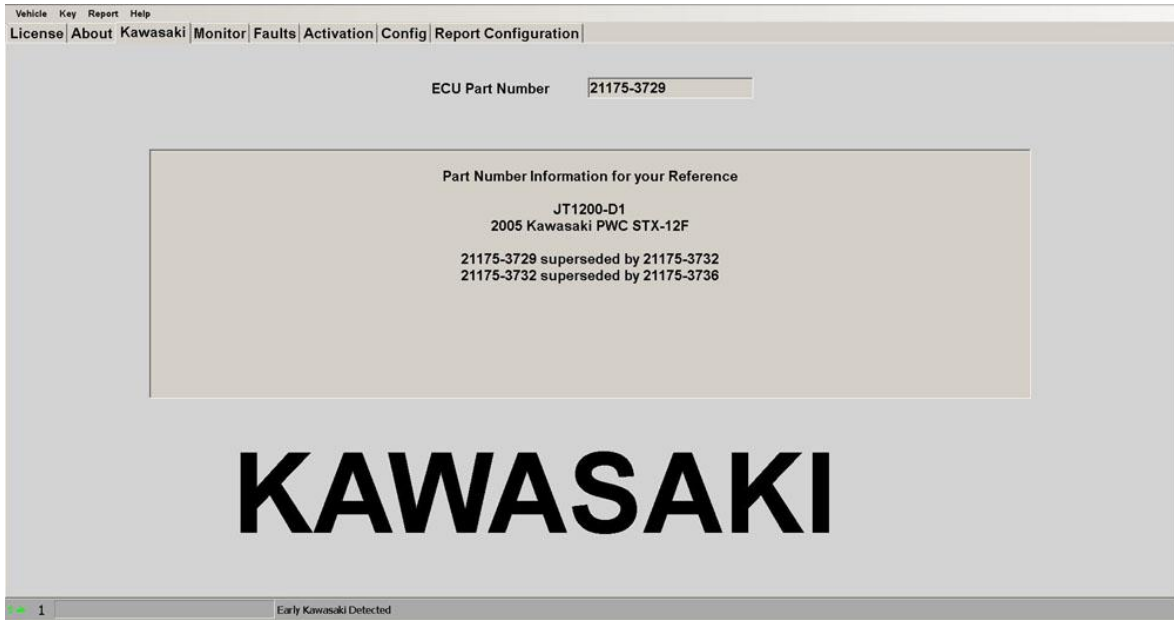 Vehicle Key Report Help
License About Kawasaki Monitor Faults Activation Config Report Configuration
ECU Part Number 21175-3729
Part Number Information for your Reference
JT1200-D1
2005 Kawasaki PWC STX-12F
21175-3729 superseded by 21175-3732
21175-3732 superseded by 21175-3736
KAWASAKI
1 Early Kawasaki Detected